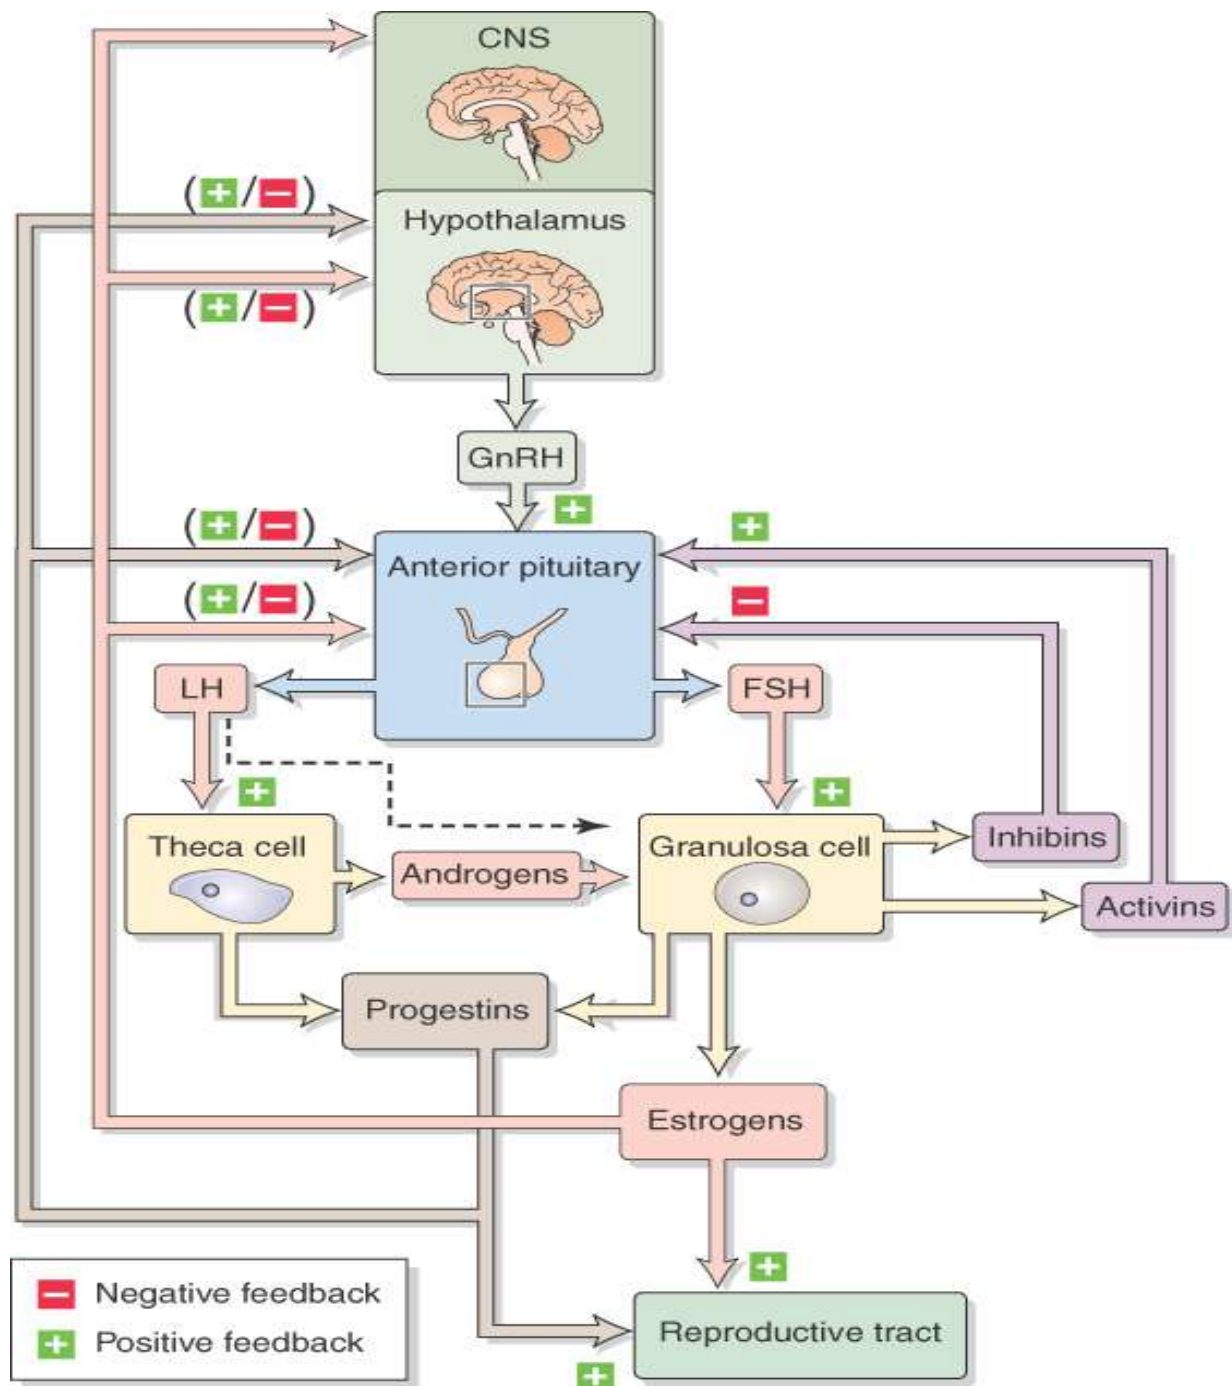 CNS
(+/−)
Hypothalamus
(+/−)
GnRH
+
(+/−)
+
Anterior pituitary
(+/−)
−
LH
FSH
+
+
Theca cell
Androgens
Granulosa cell
Inhibins
Activins
Progestins
Estrogens
+
− Negative feedback
+ Positive feedback
Reproductive tract
+